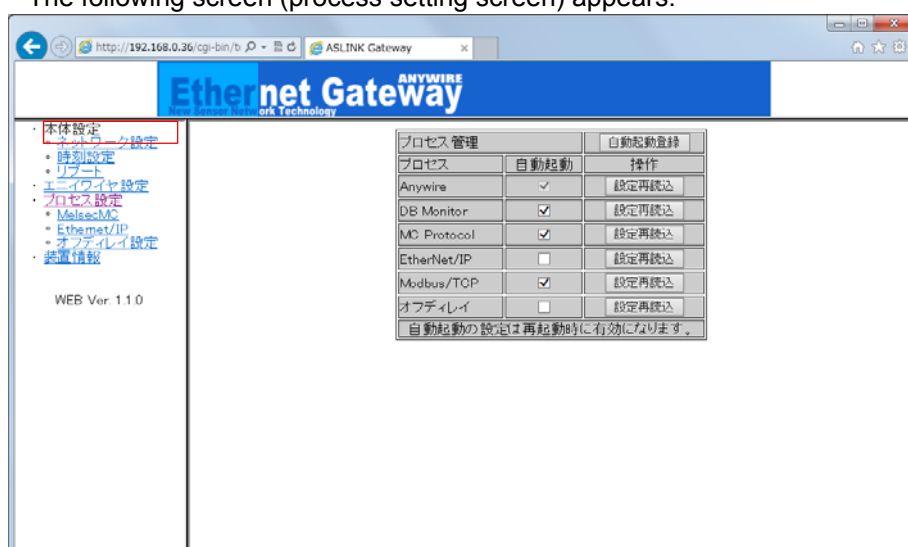 The following screen (process setting screen) appears.
http://192.168.0.36/cgi-bin/b
ASLINK Gateway
Ethernet Gateway
ANYWIRE
New Sensor Network Technology
・ 本体設定
• ネットワーク設定
• 時刻設定
• リブート
・ エニイワイヤ設定
・ プロセス設定
• MelsecMC
• Ethernet/IP
• オフディレイ設定
・ 装置情報
WEB Ver. 1.1.0
プロセス管理 自動起動登録
プロセス 自動起動 操作
Anywire 設定再読込
DB Monitor 設定再読込
MC Protocol 設定再読込
EtherNet/IP 設定再読込
Modbus/TCP 設定再読込
オフディレイ 設定再読込
自動起動の設定は再起動時に有効になります。